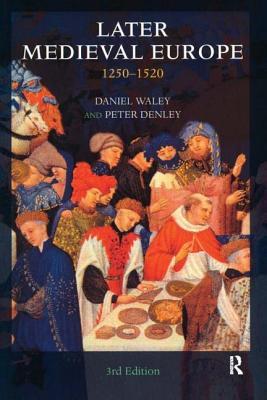 LATER
MEDIEVAL EUROPE
1250–1520
DANIEL WALEY
AND PETER DENLEY
3rd Edition
R